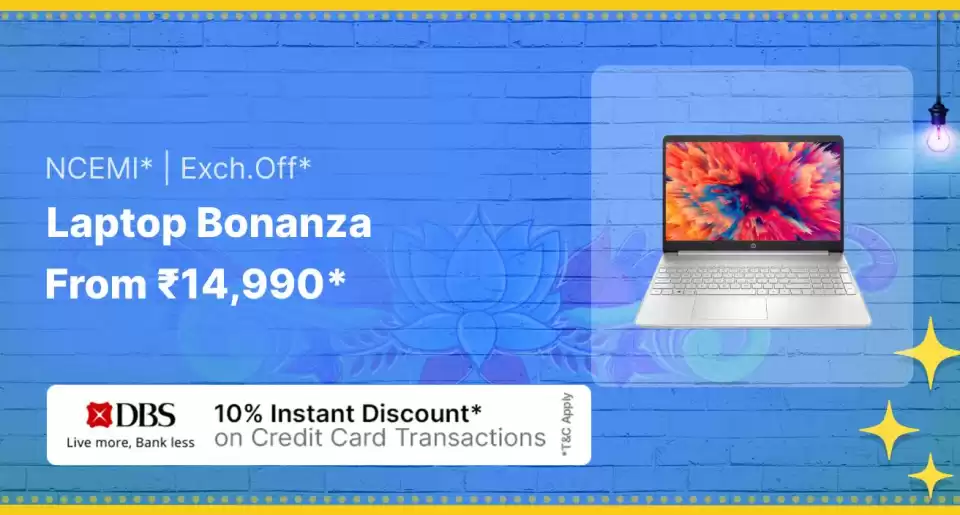 NCEMI* | Exch.Off*
Laptop Bonanza
From ₹14,990*
DBS
Live more, Bank less
10% Instant Discount*
on Credit Card Transactions
*T&C Apply
hp